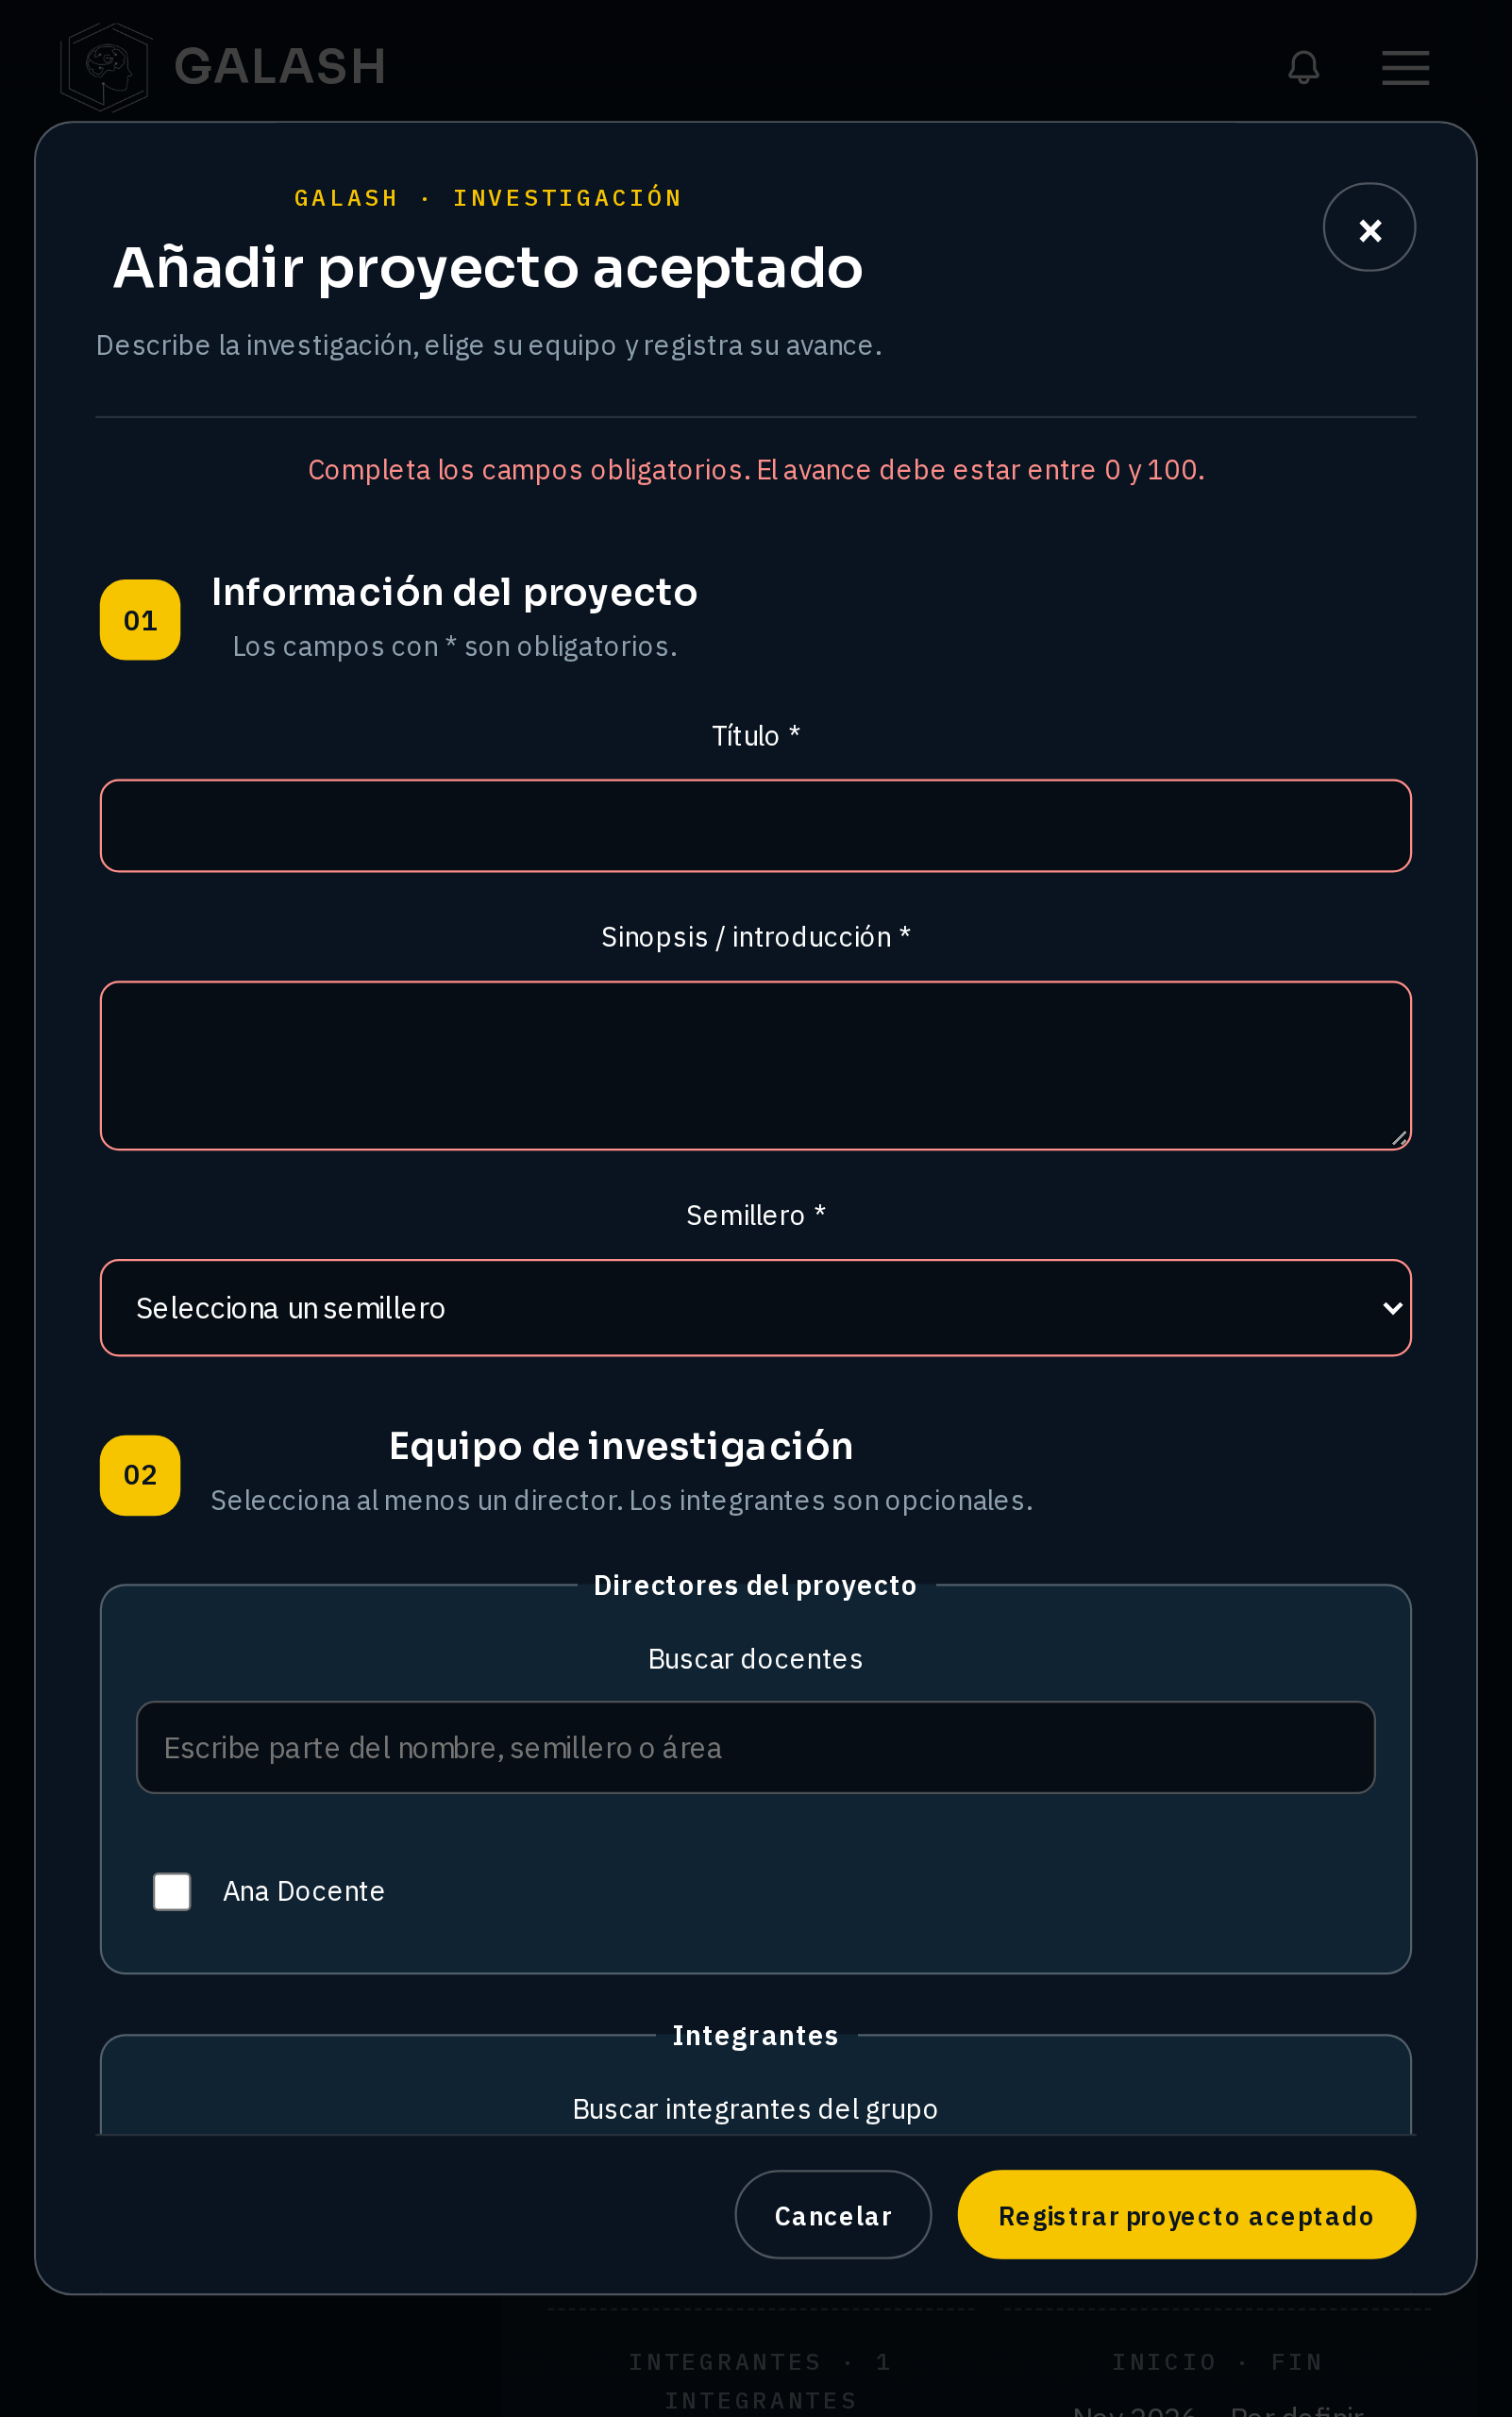 GALASH
GALASH · INVESTIGACIÓN
×
Añadir proyecto aceptado
Describe la investigación, elige su equipo y registra su avance.
Completa los campos obligatorios. El avance debe estar entre 0 y 100.
01
Información del proyecto
Los campos con * son obligatorios.
Título *
Sinopsis / introducción *
Semillero *
Selecciona un semillero
02
Equipo de investigación
Selecciona al menos un director. Los integrantes son opcionales.
Directores del proyecto
Buscar docentes
Escribe parte del nombre, semillero o área
Ana Docente
Integrantes
Buscar integrantes del grupo
Cancelar
Registrar proyecto aceptado
INTEGRANTES · 1
INTEGRANTES
INICIO · FIN
Nov 2026 – Por definir